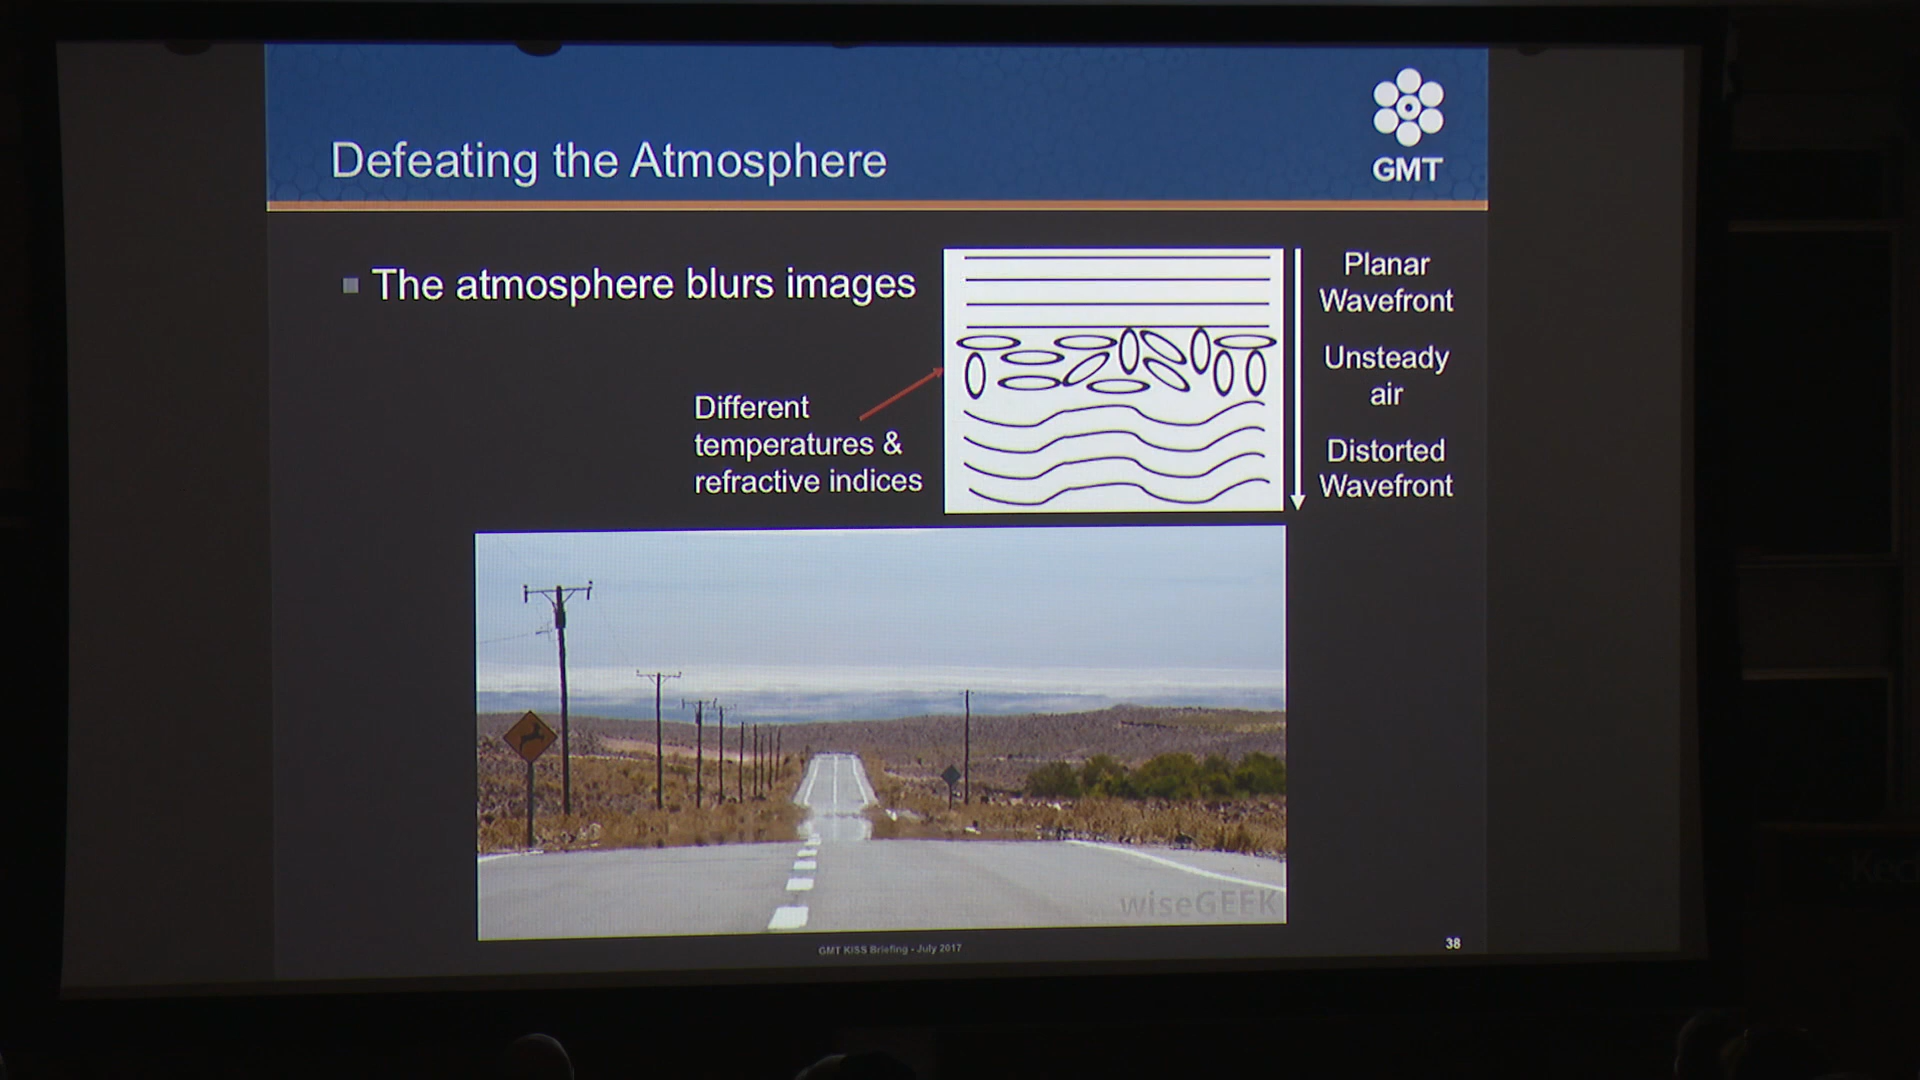 Defeating the Atmosphere
GMT
The atmosphere blurs images
Planar
Wavefront
Unsteady
air
Different
temperatures &
refractive indices
Distorted
Wavefront
wiseGEEK
GMT KISS Briefing - July 2017
38